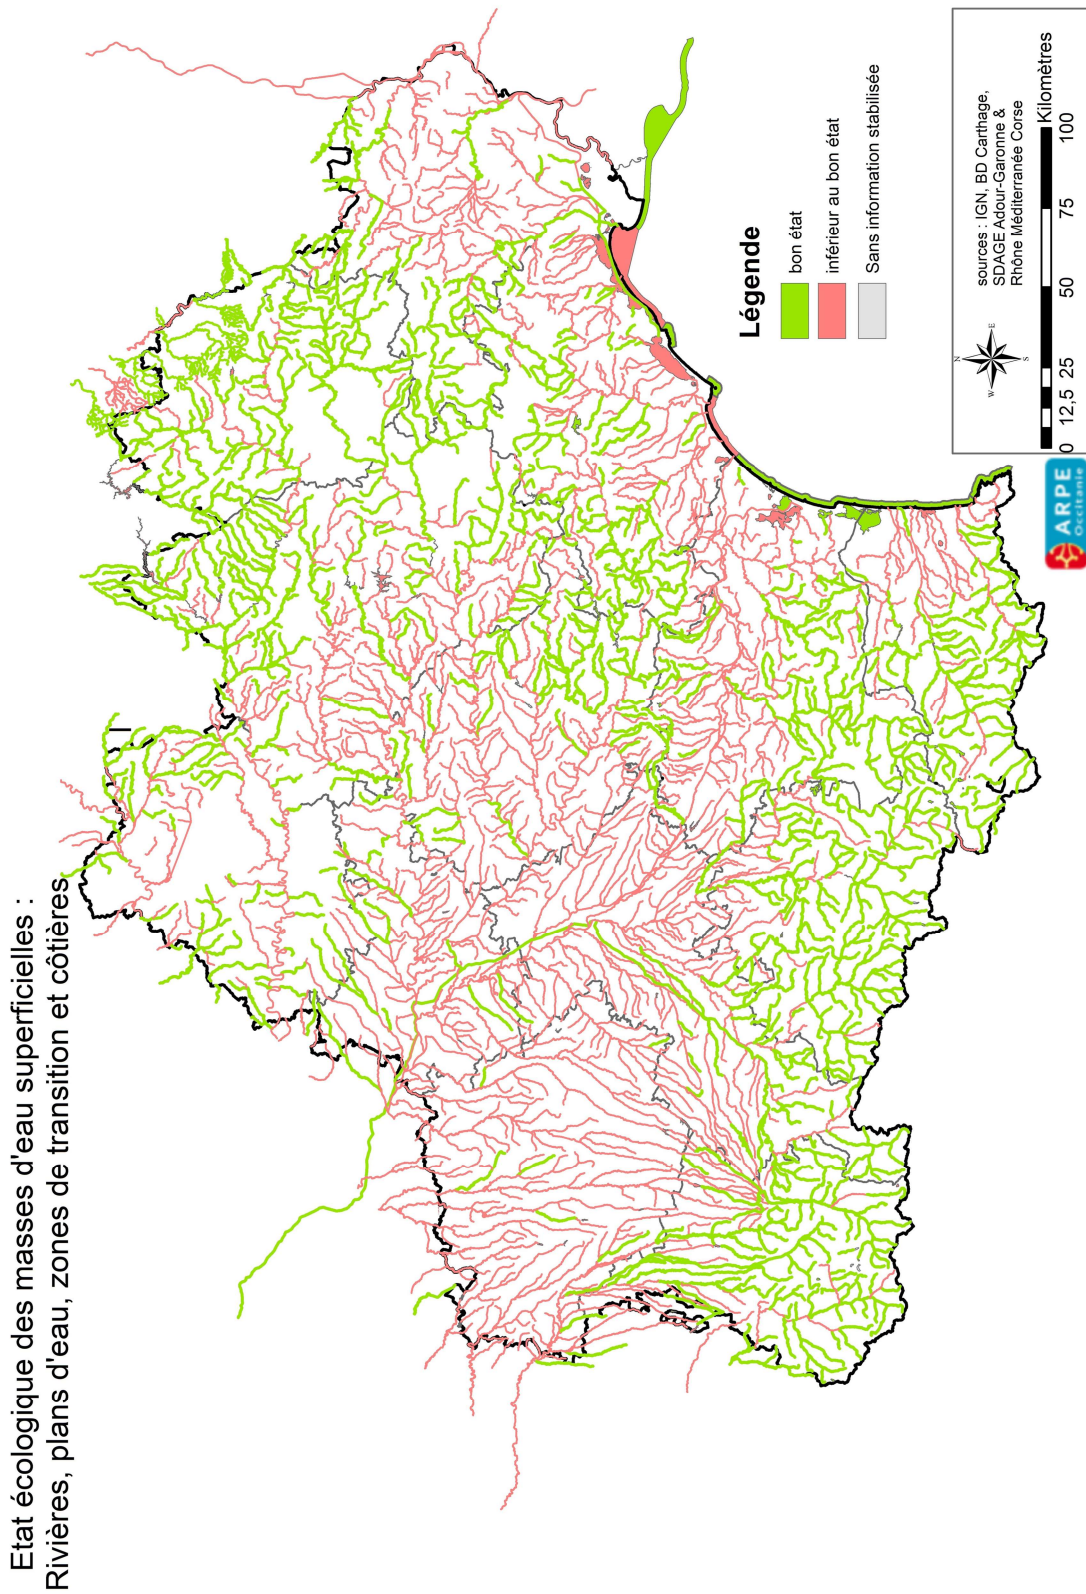 Etat écologique des masses d'eau superficielles :
Rivières, plans d'eau, zones de transition et côtières
Légende
bon état
inférieur au bon état
Sans information stabilisée
N
W
E
S
sources : IGN, BD Carthage,
SDAGE Adour-Garonne &
Rhône Méditerranée Corse
0 12,5 25 50 75 100
Kilomètres
ARPE
Occitanie